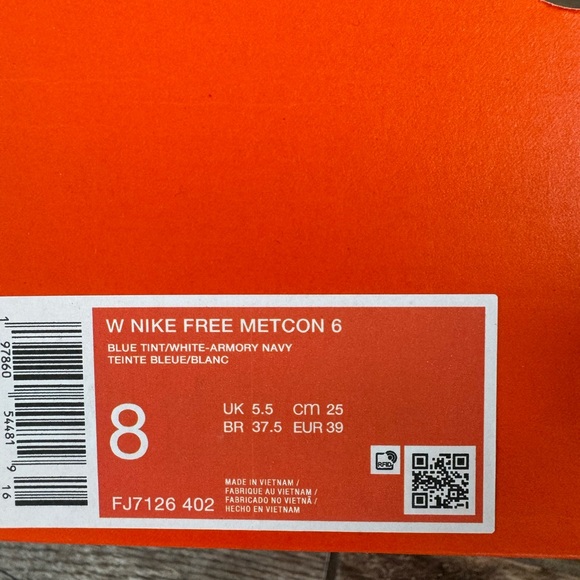 W NIKE FREE METCON 6
BLUE TINT/WHITE-ARMORY NAVY
TEINTE BLEUE/BLANC
8
UK 5.5 cm 25
BR 37.5 EUR 39
RFID
FJ7126 402
MADE IN VIETNAM /
FABRIQUE AU VIETNAM /
FABRICADO NO VIETNÃ /
HECHO EN VIETNAM
1 97860 54481 9 16